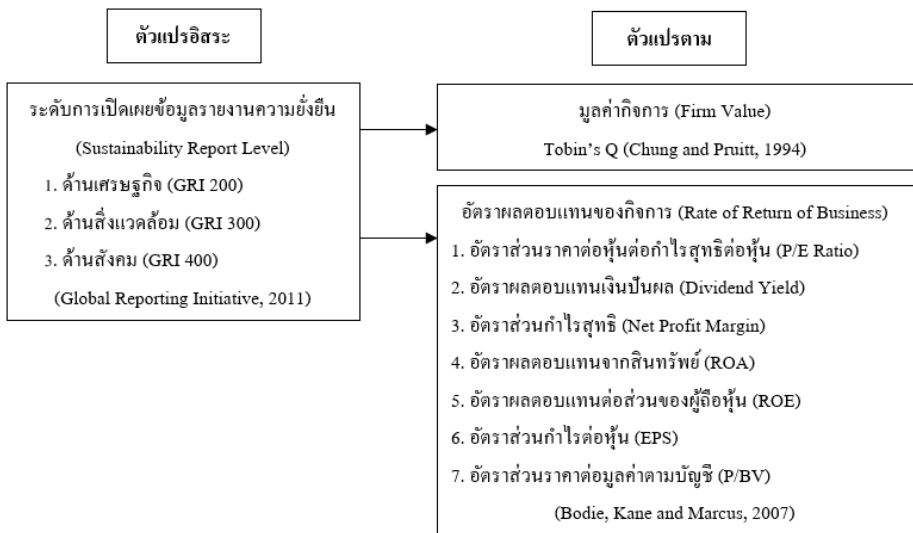 ตัวแปรอิสระ
ตัวแปรตาม
ระดับการเปิดเผยข้อมูลรายงานความยั่งยืน
(Sustainability Report Level)
1. ด้านเศรษฐกิจ (GRI 200)
2. ด้านสิ่งแวดล้อม (GRI 300)
3. ด้านสังคม (GRI 400)
(Global Reporting Initiative, 2011)
มูลค่ากิจการ (Firm Value)
Tobin’s Q (Chung and Pruitt, 1994)
อัตราผลตอบแทนของกิจการ (Rate of Return of Business)
1. อัตราส่วนราคาต่อหุ้นต่อกำไรสุทธิต่อหุ้น (P/E Ratio)
2. อัตราผลตอบแทนเงินปันผล (Dividend Yield)
3. อัตราส่วนกำไรสุทธิ (Net Profit Margin)
4. อัตราผลตอบแทนจากสินทรัพย์ (ROA)
5. อัตราผลตอบแทนต่อส่วนของผู้ถือหุ้น (ROE)
6. อัตราส่วนกำไรต่อหุ้น (EPS)
7. อัตราส่วนราคาต่อมูลค่าตามบัญชี (P/BV)
(Bodie, Kane and Marcus, 2007)